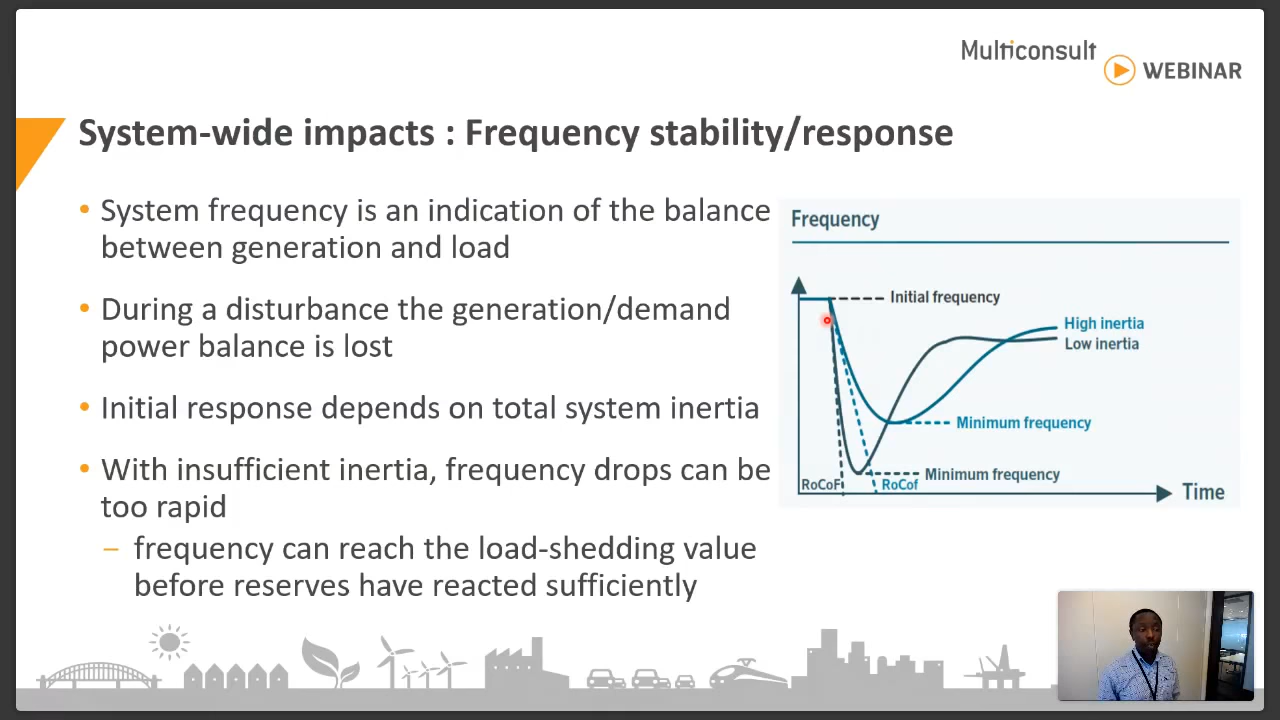 Multiconsult
WEBINAR
System-wide impacts : Frequency stability/response
• System frequency is an indication of the balance
between generation and load
• During a disturbance the generation/demand
power balance is lost
• Initial response depends on total system inertia
• With insufficient inertia, frequency drops can be
too rapid
– frequency can reach the load-shedding value
before reserves have reacted sufficiently
Frequency
Initial frequency
High inertia
Low inertia
Minimum frequency
Minimum frequency
RoCoF
RoCof
Time